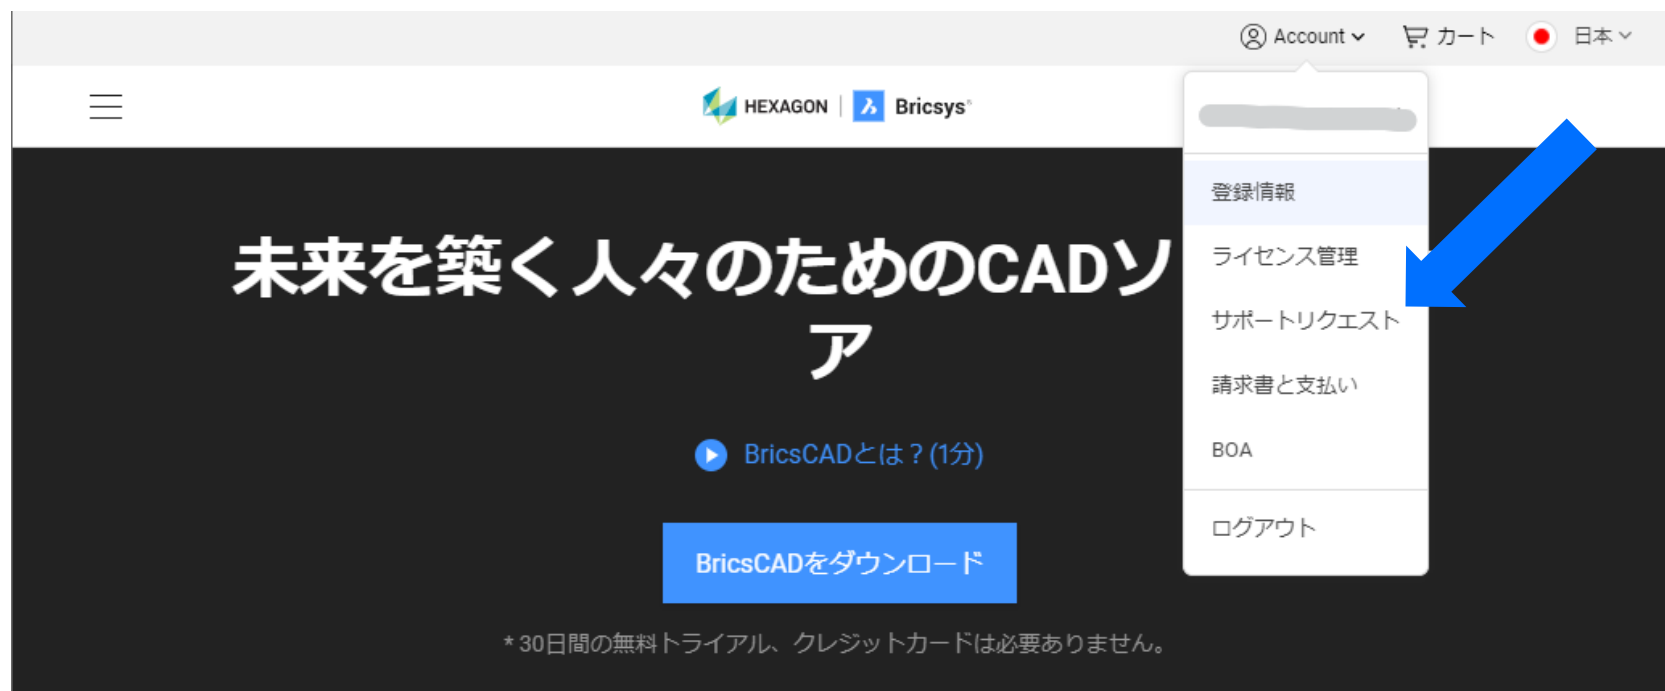 Account カート 日本
HEXAGON | Bricsys®
登録情報
ライセンス管理
サポートリクエスト
請求書と支払い
BOA
ログアウト
未来を築く人々のためのCADソ
ア
BricsCADとは？(1分)
BricsCADをダウンロード
* 30日間の無料トライアル、クレジットカードは必要ありません。